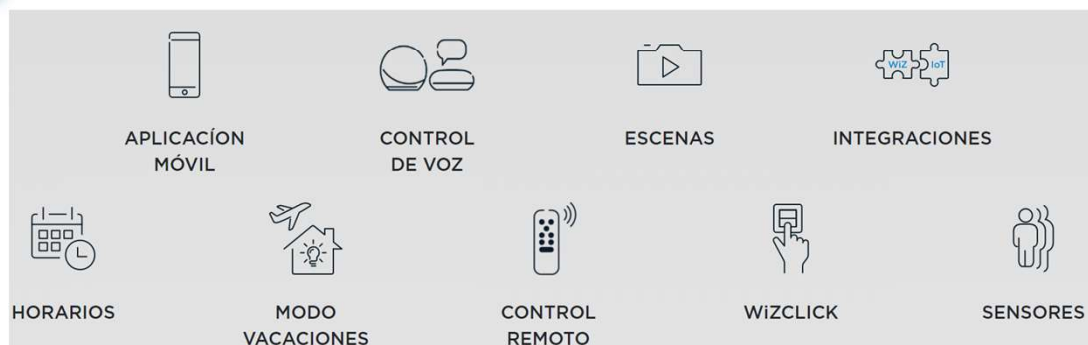 WiZ IoT
APLICACÍON
MÓVIL
CONTROL
DE VOZ
ESCENAS
INTEGRACIONES
HORARIOS
MODO
VACACIONES
CONTROL
REMOTO
WiZCLICK
SENSORES